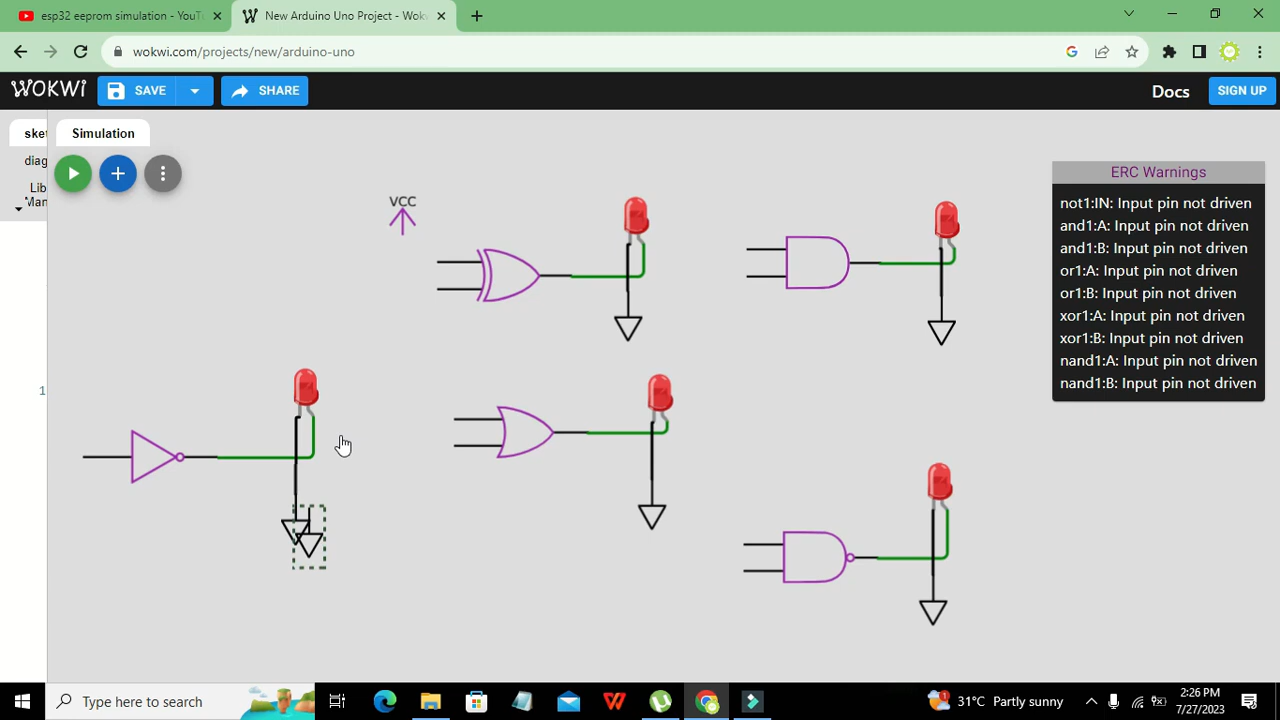 esp32 eeprom simulation - YouT
New Arduino Uno Project - Wok
wokwi.com/projects/new/arduino-uno
WOKWI
SAVE
SHARE
Docs
SIGN UP
sket
Simulation
diag
Lib
Man
1
VCC
ERC Warnings
not1:IN: Input pin not driven
and1:A: Input pin not driven
and1:B: Input pin not driven
or1:A: Input pin not driven
or1:B: Input pin not driven
xor1:A: Input pin not driven
xor1:B: Input pin not driven
nand1:A: Input pin not driven
nand1:B: Input pin not driven
Type here to search
1
31°C Partly sunny
2:26 PM
7/27/2023